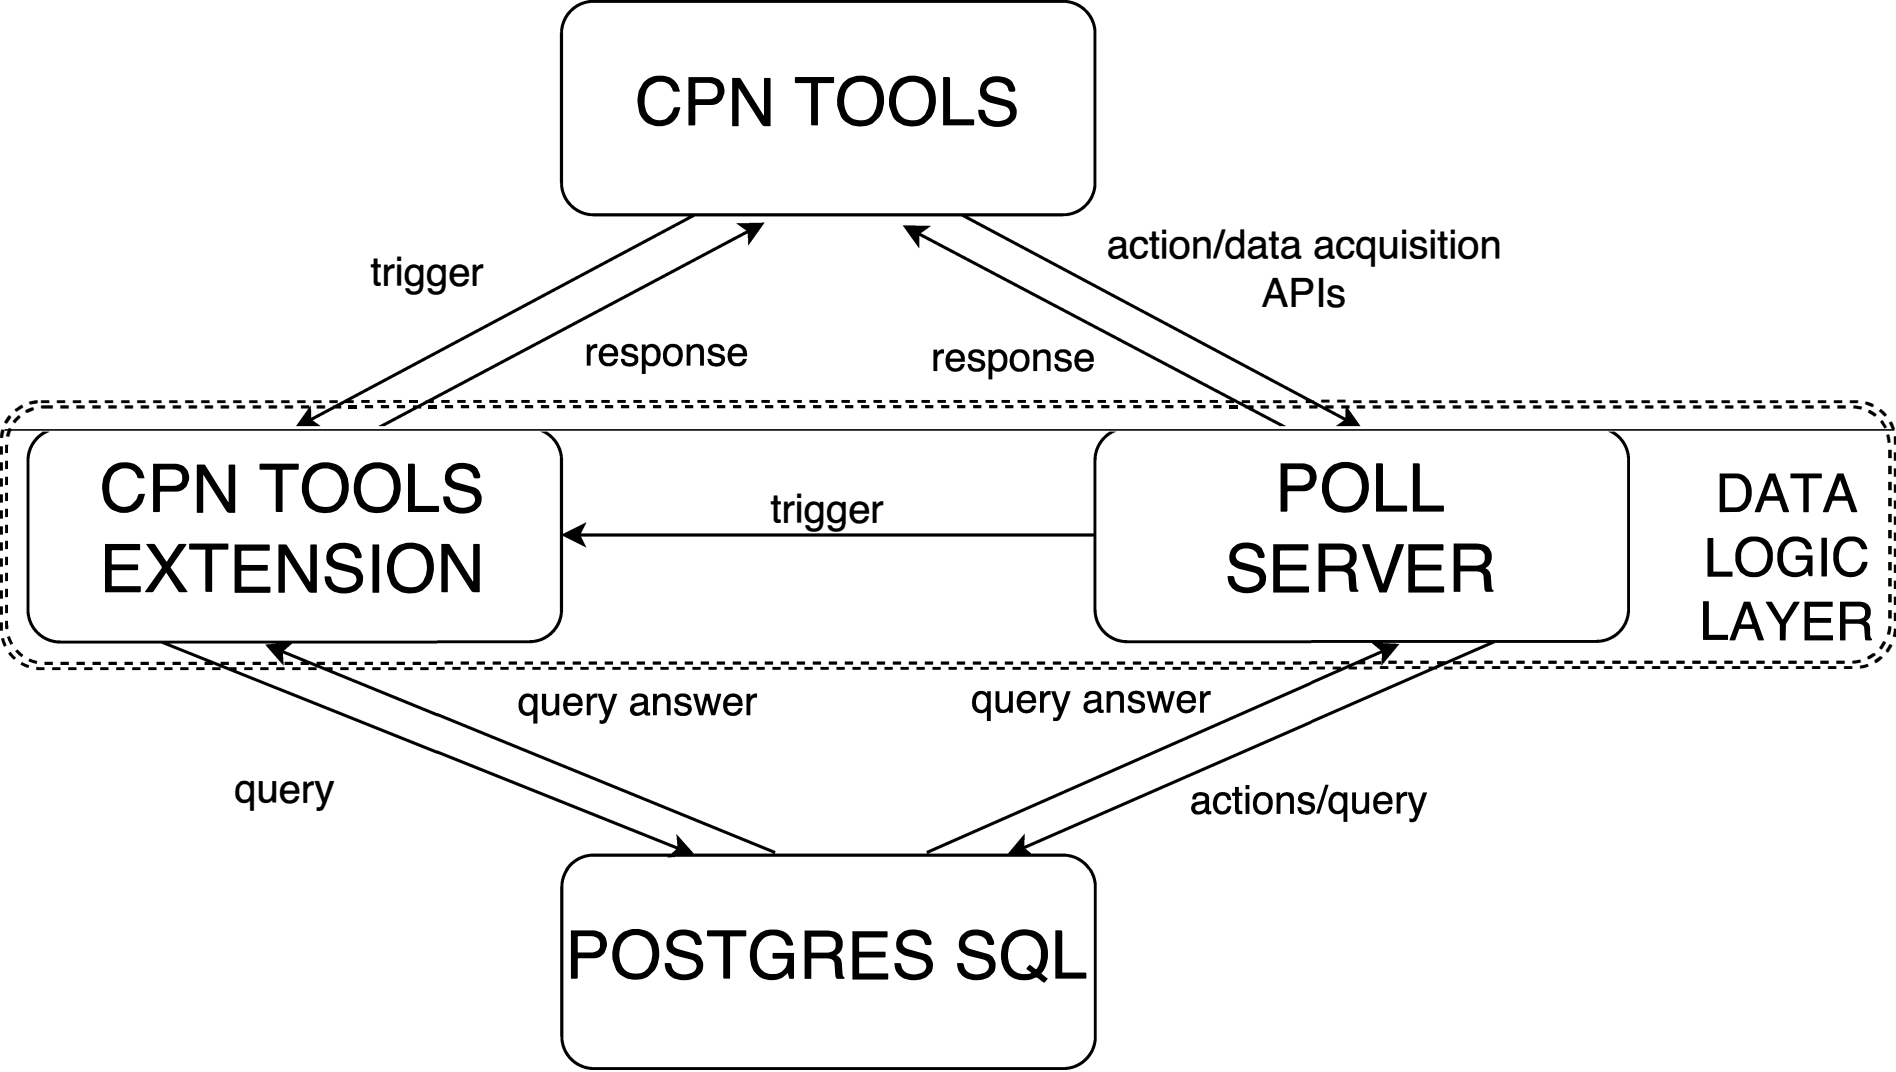 CPN TOOLS
trigger
action/data acquisition
APIs
response
response
CPN TOOLS
EXTENSION
trigger
POLL
SERVER
DATA
LOGIC
LAYER
query answer
query answer
query
actions/query
POSTGRES SQL